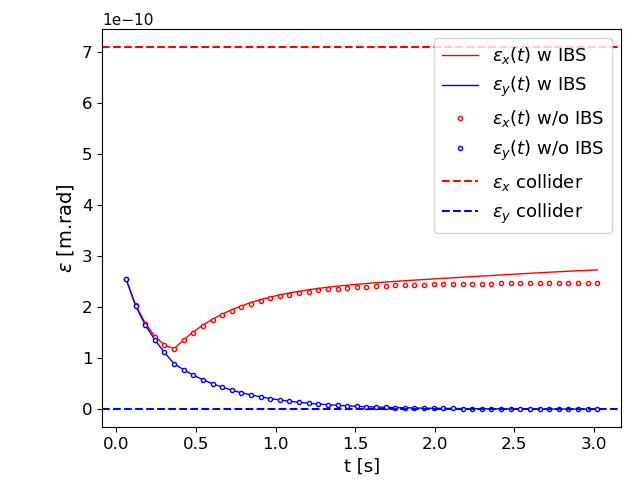 1e−10
7
6
5
4
3
2
1
0
ε [m.rad]
εx(t) w IBS
εy(t) w IBS
εx(t) w/o IBS
εy(t) w/o IBS
εx collider
εy collider
0.0 0.5 1.0 1.5 2.0 2.5 3.0
t [s]